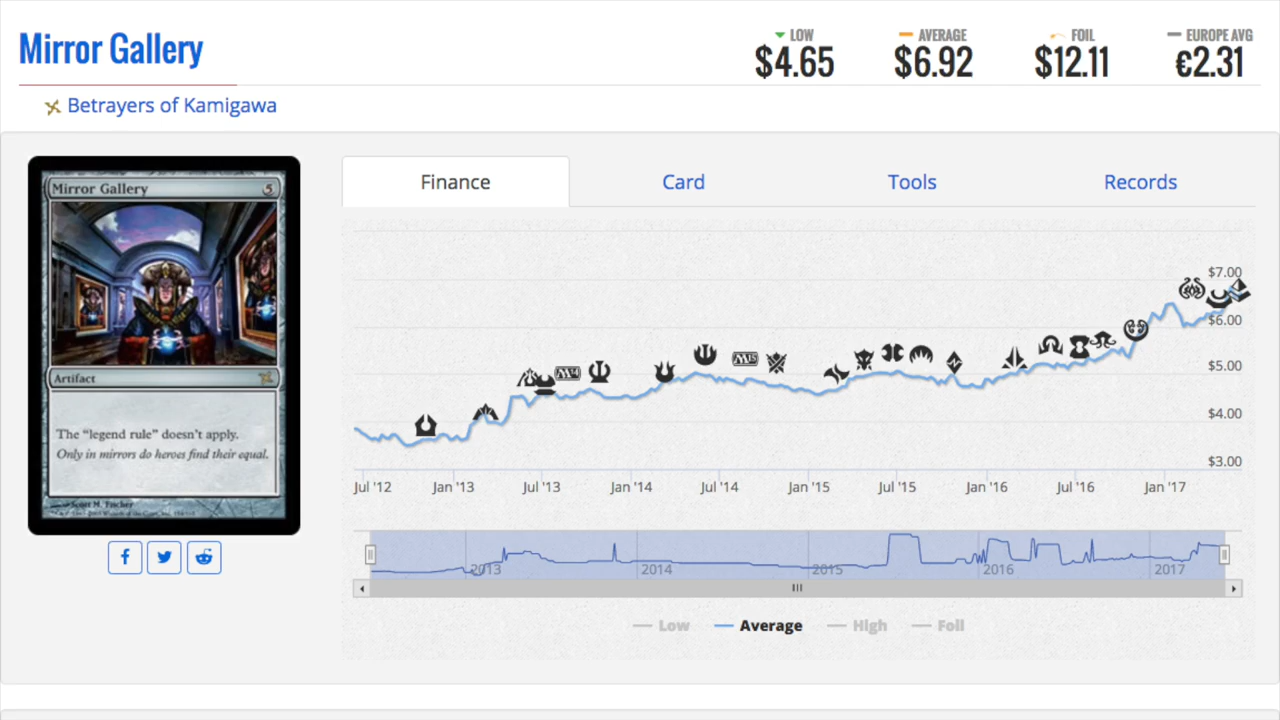 Mirror Gallery
LOW
AVERAGE
FOIL
EUROPE AVG
$4.65
$6.92
$12.11
€2.31
Betrayers of Kamigawa
Mirror Gallery 5
Artifact
The “legend rule” doesn’t apply.
Only in mirrors do heroes find their equal.
Scott M. Fischer
Finance
Card
Tools
Records
$7.00
$6.00
$5.00
$4.00
$3.00
M14
M15
Jul '12
Jan '13
Jul '13
Jan '14
Jul '14
Jan '15
Jul '15
Jan '16
Jul '16
Jan '17
2013
2014
2015
2016
2017
Low
Average
High
Foil